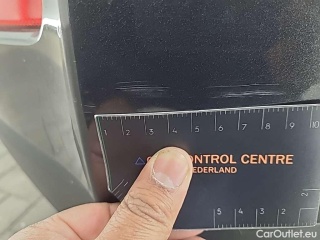 1 2 3 4 5 6 7 8 9 10
CONTROL CENTRE
NEDERLAND
5 4 3 2
2
CarOutlet.eu